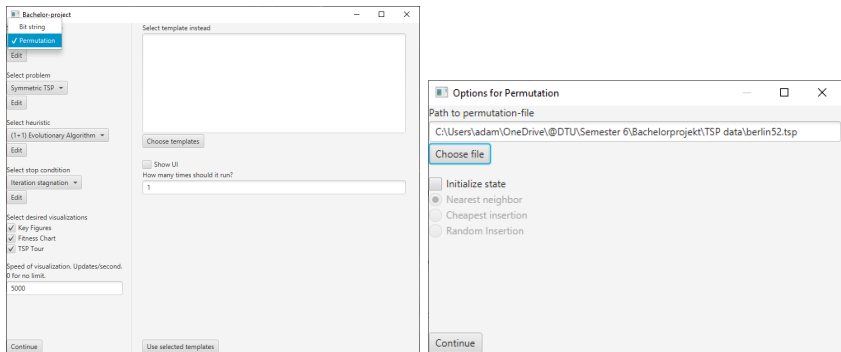 Bachelor-project
Bit string
✓ Permutation
Edit
Select problem
Symmetric TSP
Edit
Select heuristic
(1+1) Evolutionary Algorithm
Edit
Select stop condtition
Iteration stagnation
Edit
Select desired visualizations
Key Figures
Fitness Chart
TSP Tour
Speed of visualization. Updates/second.
0 for no limit.
5000
Continue
Select template instead
Choose templates
Show UI
How many times should it run?
1
Use selected templates
Options for Permutation
Path to permutation-file
C:\Users\adam\OneDrive\@DTU\Semester 6\Bachelorprojekt\TSP data\berlin52.tsp
Choose file
Initialize state
Nearest neighbor
Cheapest insertion
Random Insertion
Continue